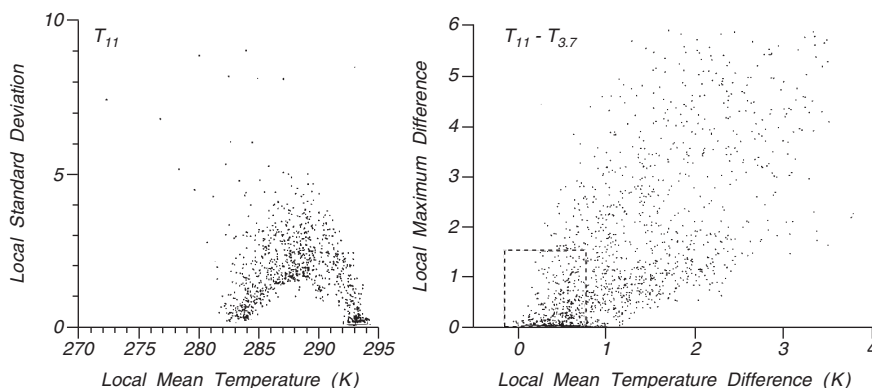 T11
Local Standard Deviation
10
5
0
270 275 280 285 290 295
Local Mean Temperature (K)
T11 - T3.7
Local Maximum Difference
6
5
4
3
2
1
0
0 1 2 3 4
Local Mean Temperature Difference (K)